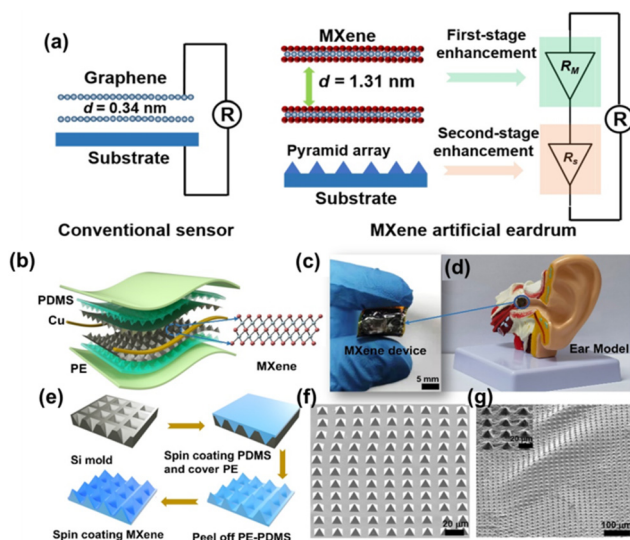 (a)
Graphene
d = 0.34 nm
Substrate
R
Conventional sensor
MXene
d = 1.31 nm
Pyramid array
Substrate
First-stage
enhancement
Second-stage
enhancement
RM
Rs
R
MXene artificial eardrum
(b)
PDMS
Cu
PE
MXene
(c)
MXene device
5 mm
(d)
Ear Model
(e)
Si mold
Spin coating PDMS
and cover PE
Spin coating MXene
Peel off PE-PDMS
(f)
20 μm
(g)
20 μm
100 μm